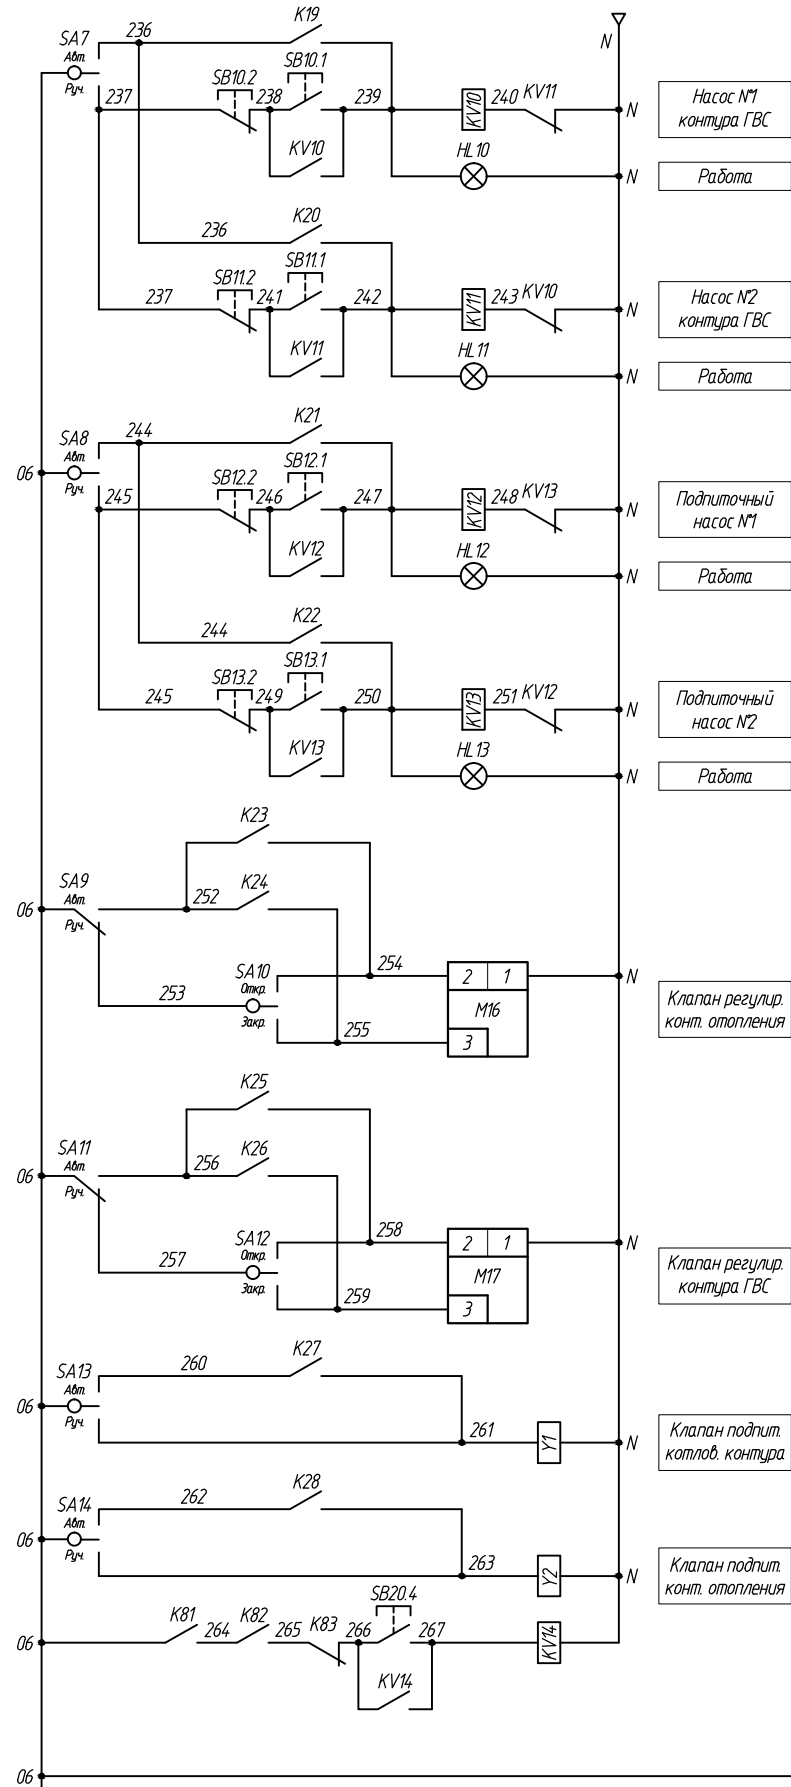 K19
236
SA7
Авт.
Руч.
N
SB10.2
SB10.1
237
238
239
KV10
240
KV11
N
Насос №1
контура ГВС
KV10
HL10
N
Работа
K20
236
SB11.2
SB11.1
237
241
242
KV11
243
KV10
N
Насос №2
контура ГВС
KV11
HL11
N
Работа
K21
244
SA8
Авт.
Руч.
06
SB12.2
SB12.1
245
246
247
KV12
248
KV13
N
Подпиточный
насос №1
KV12
HL12
N
Работа
K22
244
SB13.2
SB13.1
245
249
250
KV13
251
KV12
N
Подпиточный
насос №2
KV13
HL13
N
Работа
K23
SA9
Авт.
Руч.
06
252
K24
254
253
SA10
Откр.
Закр.
255
2
1
M16
3
N
Клапан регулир.
конт. отопления
K25
SA11
Авт.
Руч.
06
256
K26
258
257
SA12
Откр.
Закр.
259
2
1
M17
3
N
Клапан регулир.
контура ГВС
K27
260
SA13
Авт.
Руч.
06
261
Y1
N
Клапан подпит.
котлов. контура
K28
262
SA14
Авт.
Руч.
06
263
Y2
N
Клапан подпит.
конт. отопления
SB20.4
06
K81
264
K82
265
K83
266
267
KV14
KV14
06